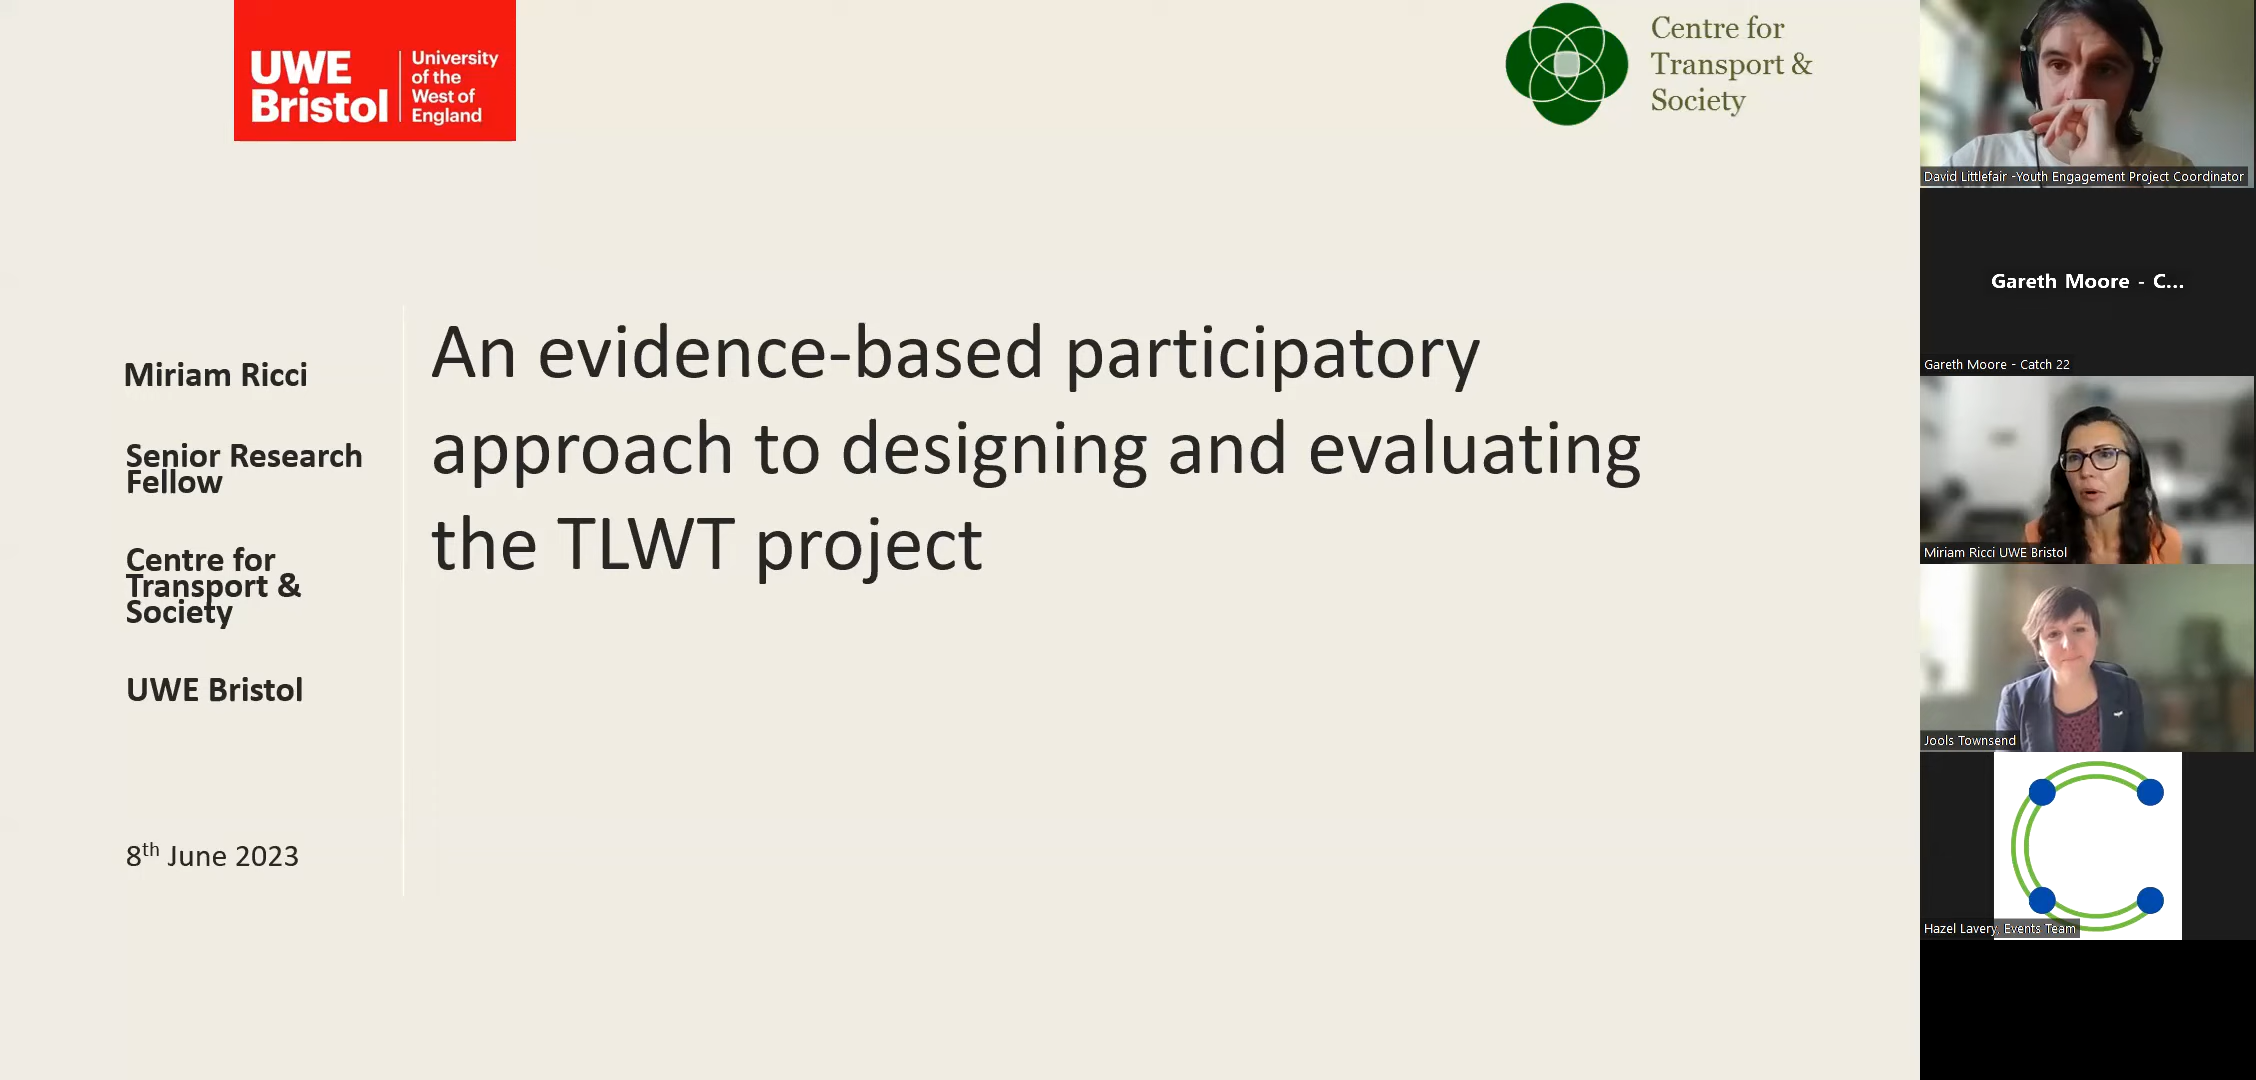 UWE
Bristol
University
of the
West of
England
Centre for
Transport &
Society
Miriam Ricci
Senior Research
Fellow
Centre for
Transport &
Society
UWE Bristol
8th June 2023
An evidence-based participatory
approach to designing and evaluating
the TLWT project
David Littlefair -Youth Engagement Project Coordinator
Gareth Moore - C...
Gareth Moore - Catch 22
Miriam Ricci UWE Bristol
Jools Townsend
Hazel Lavery, Events Team